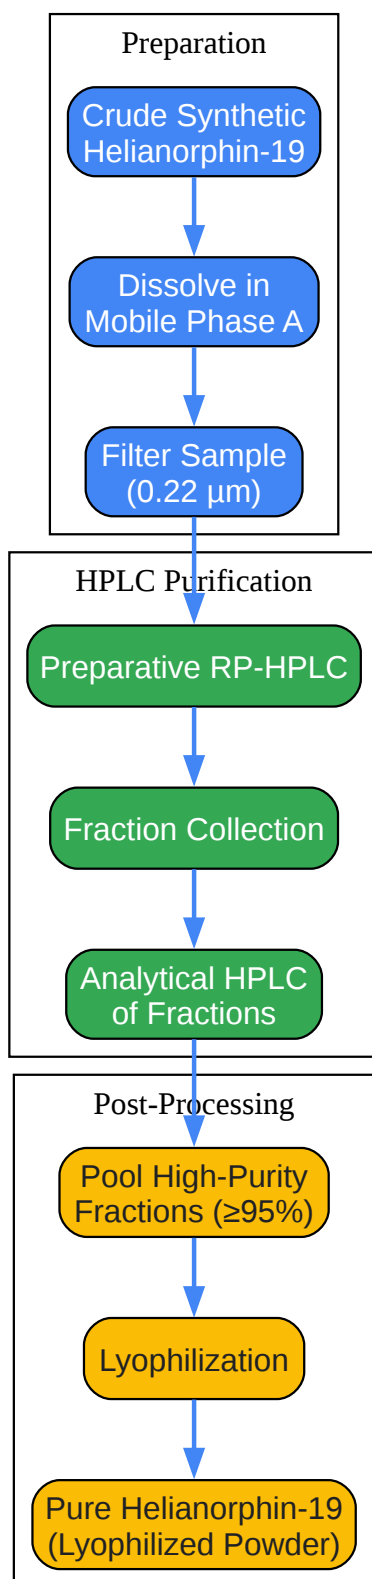 Preparation
Crude Synthetic
Helianorphin-19
Dissolve in
Mobile Phase A
Filter Sample
(0.22 µm)
HPLC Purification
Preparative RP-HPLC
Fraction Collection
Analytical HPLC
of Fractions
Post-Processing
Pool High-Purity
Fractions (≥95%)
Lyophilization
Pure Helianorphin-19
(Lyophilized Powder)